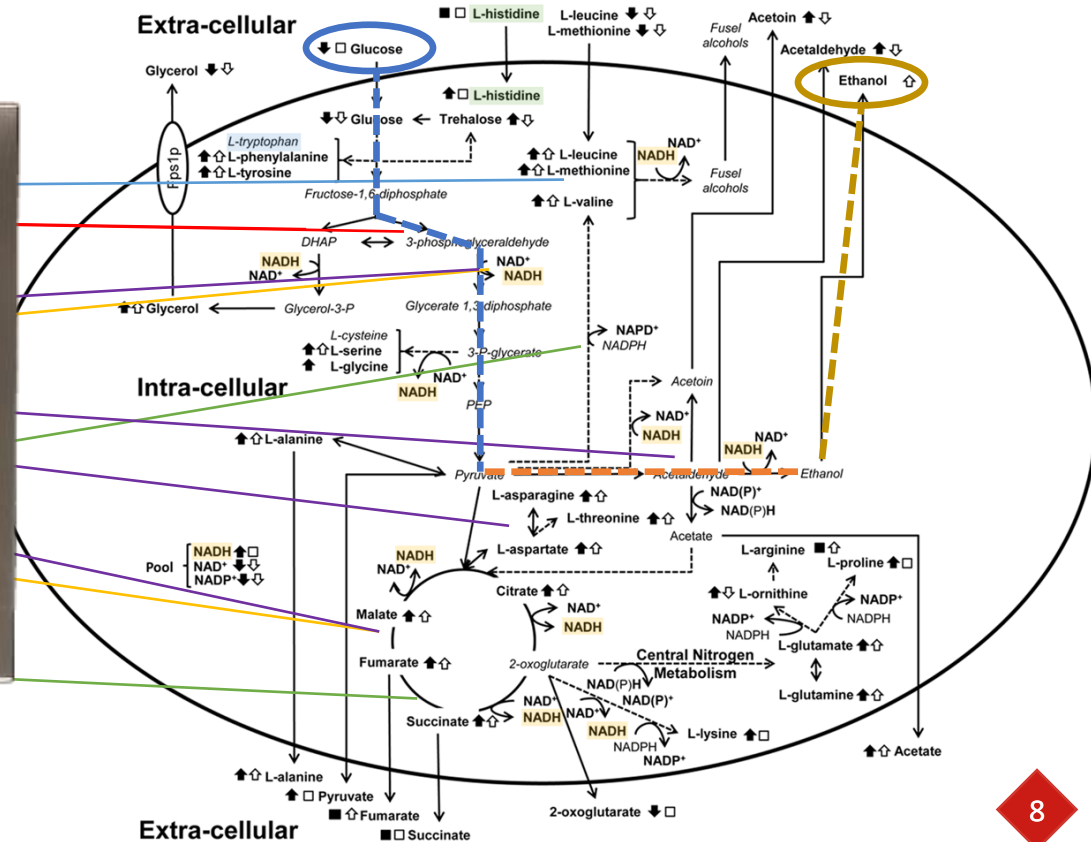 Extra-cellular
L-histidine
L-leucine
L-methionine
Acetoin
Fusel
alcohols
Glucose
Acetaldehyde
Glycerol
Ethanol
L-histidine
Glucose
Trehalose
L-tryptophan
L-phenylalanine
L-tyrosine
Fps1p
L-leucine
L-methionine
L-valine
NADH
NAD+
Fusel
alcohols
Fructose-1,6-diphosphate
DHAP
3-phosphoglyceraldehyde
NADH
NAD+
NAD+
NADH
Glycerol
Glycerol-3-P
Glycerate 1,3-diphosphate
L-cysteine
L-serine
L-glycine
3-P-glycerate
NAPD+
NADPH
NAD+
NADH
Intra-cellular
PEP
Acetoin
NAD+
NADH
L-alanine
NAD+
NADH
Pyruvate
Acetaldehyde
Ethanol
L-asparagine
L-threonine
L-aspartate
NAD(P)+
NAD(P)H
Acetate
Pool
NADH
NAD+
NADP+
NADH
NAD+
Citrate
NAD+
NADH
Malate
Fumarate
Succinate
NAD+
NADH
2-oxoglutarate
Central Nitrogen
Metabolism
NAD(P)H
NAD(P)+
NAD+
NADH
NADPH
NADP+
L-lysine
L-arginine
L-proline
L-ornithine
NADP+
NADPH
NADP+
NADPH
L-glutamate
L-glutamine
Acetate
L-alanine
Pyruvate
Fumarate
Succinate
2-oxoglutarate
Extra-cellular
8